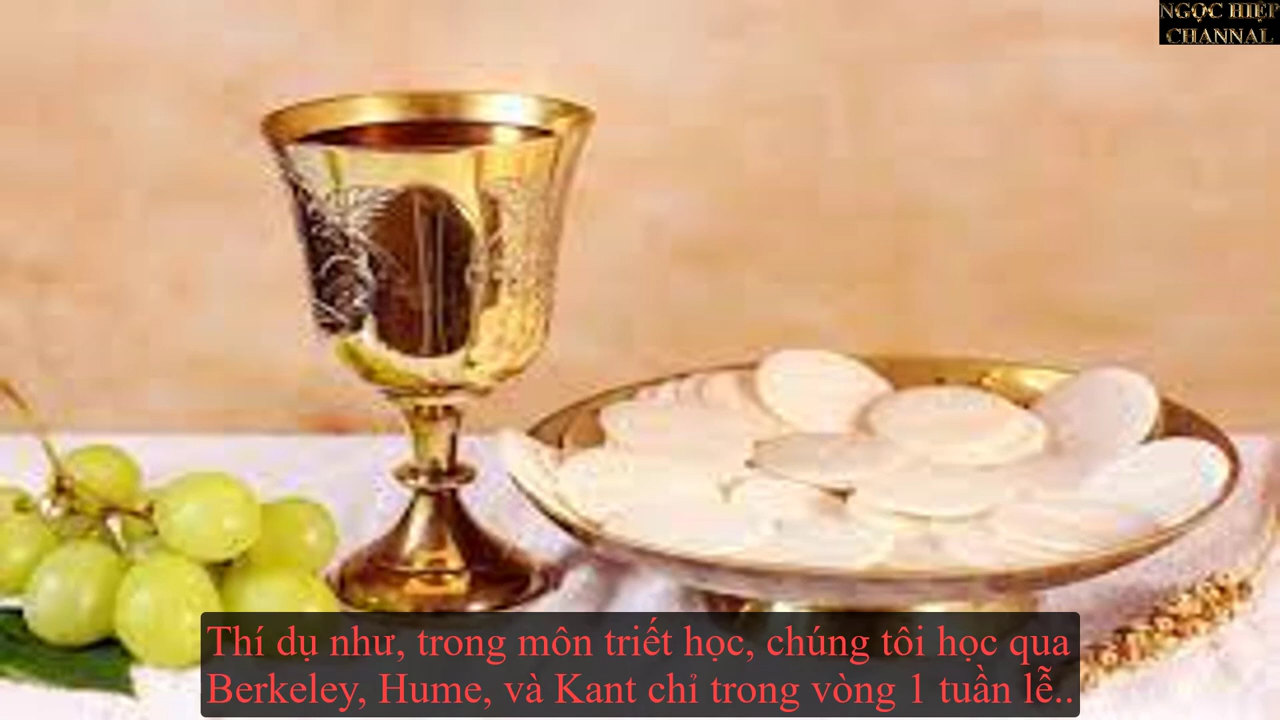 NGỌC HIỆP
CHANNAL
Thí dụ như, trong môn triết học, chúng tôi học qua
Berkeley, Hume, và Kant chỉ trong vòng 1 tuần lễ..